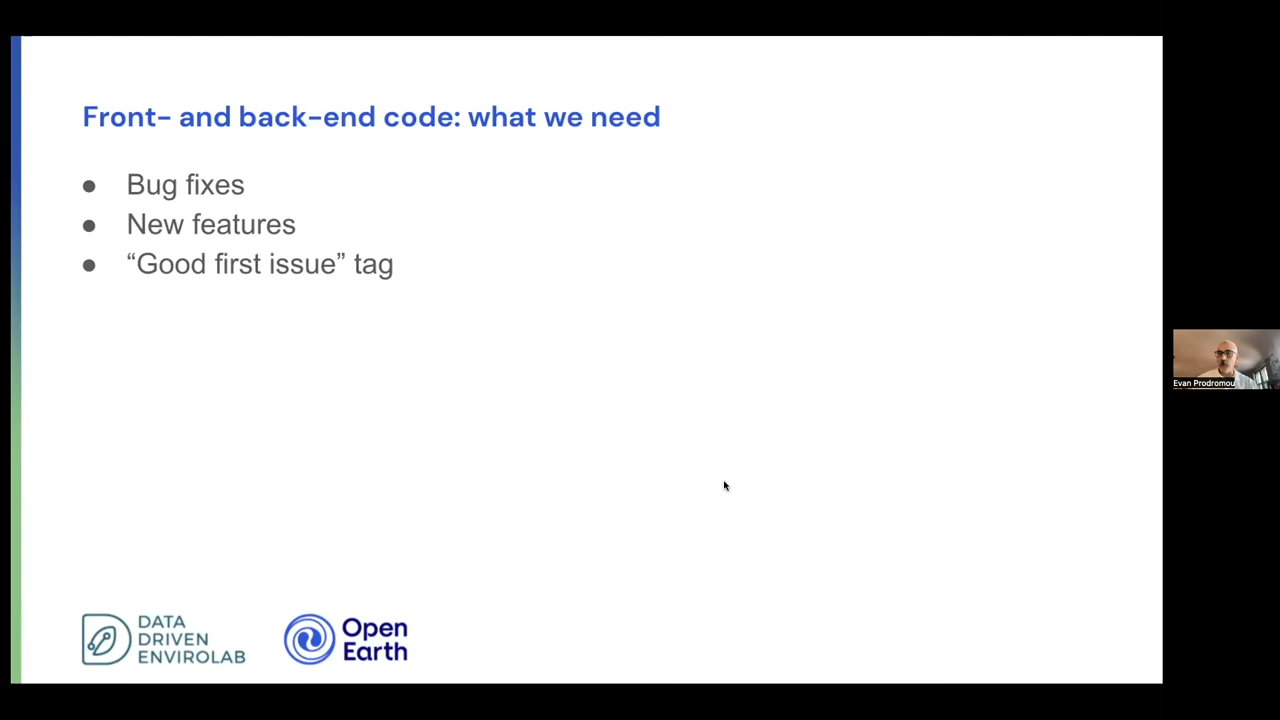 Front- and back-end code: what we need
● Bug fixes
● New features
● “Good first issue” tag
Evan Prodromou
DATA
DRIVEN
ENVIROLAB
Open
Earth